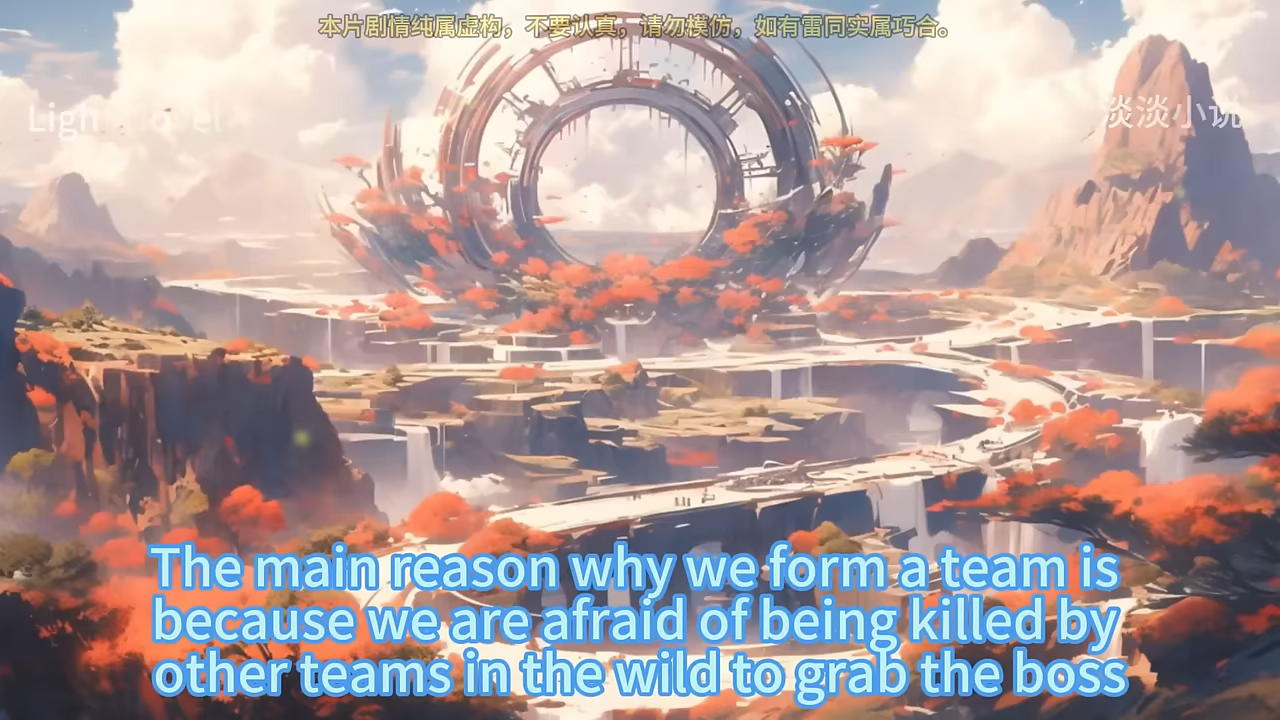 本片剧情纯属虚构，不要认真，请勿模仿，如有雷同实属巧合。
淡淡小说
The main reason why we form a team is
because we are afraid of being killed by
other teams in the wild to grab the boss